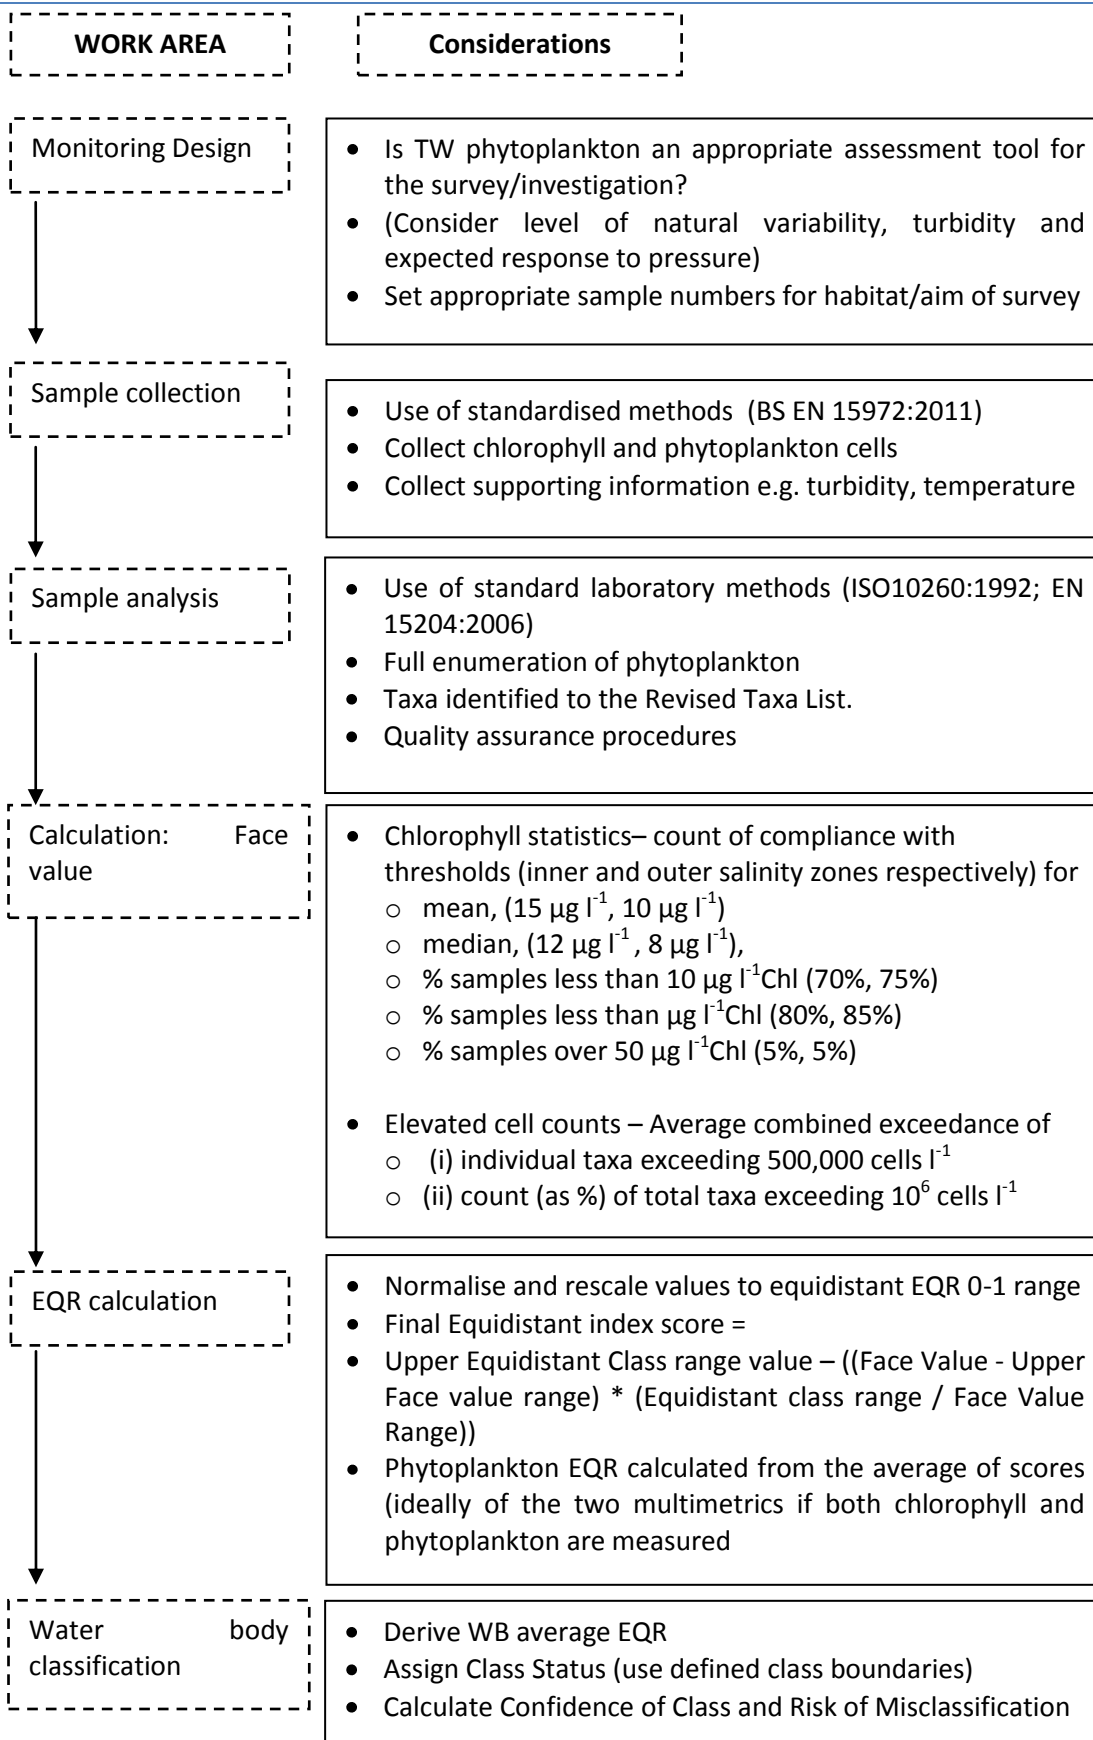 WORK AREA
Considerations
Monitoring Design
• Is TW phytoplankton an appropriate assessment tool for
the survey/investigation?
• (Consider level of natural variability, turbidity and
expected response to pressure)
• Set appropriate sample numbers for habitat/aim of survey
Sample collection
• Use of standardised methods (BS EN 15972:2011)
• Collect chlorophyll and phytoplankton cells
• Collect supporting information e.g. turbidity, temperature
Sample analysis
• Use of standard laboratory methods (ISO10260:1992; EN
15204:2006)
• Full enumeration of phytoplankton
• Taxa identified to the Revised Taxa List.
• Quality assurance procedures
Calculation: Face
value
• Chlorophyll statistics– count of compliance with
thresholds (inner and outer salinity zones respectively) for
o mean, (15 µg l⁻¹, 10 µg l⁻¹)
o median, (12 µg l⁻¹ , 8 µg l⁻¹),
o % samples less than 10 µg l⁻¹Chl (70%, 75%)
o % samples less than µg l⁻¹Chl (80%, 85%)
o % samples over 50 µg l⁻¹Chl (5%, 5%)
• Elevated cell counts – Average combined exceedance of
o (i) individual taxa exceeding 500,000 cells l⁻¹
o (ii) count (as %) of total taxa exceeding 10⁶ cells l⁻¹
EQR calculation
• Normalise and rescale values to equidistant EQR 0-1 range
• Final Equidistant index score =
• Upper Equidistant Class range value – ((Face Value - Upper
Face value range) * (Equidistant class range / Face Value
Range))
• Phytoplankton EQR calculated from the average of scores
(ideally of the two multimetrics if both chlorophyll and
phytoplankton are measured
Water body
classification
• Derive WB average EQR
• Assign Class Status (use defined class boundaries)
• Calculate Confidence of Class and Risk of Misclassification